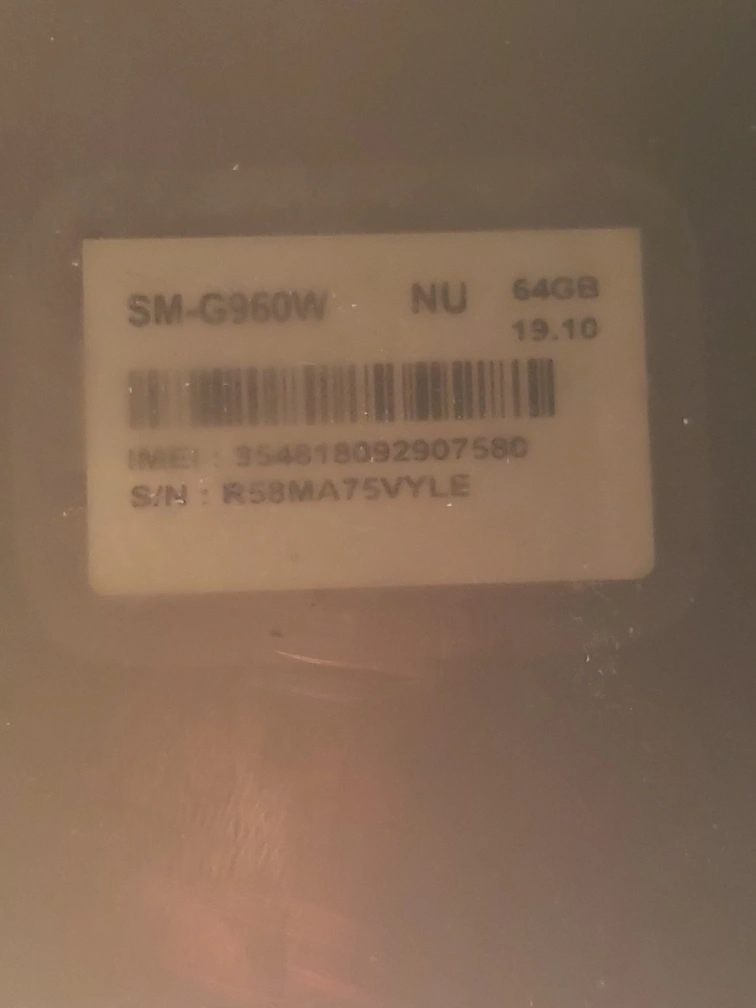 SM-G960W NU 64GB
19.10
IMEI : 354818092907580
S/N : R58MA75VYLE